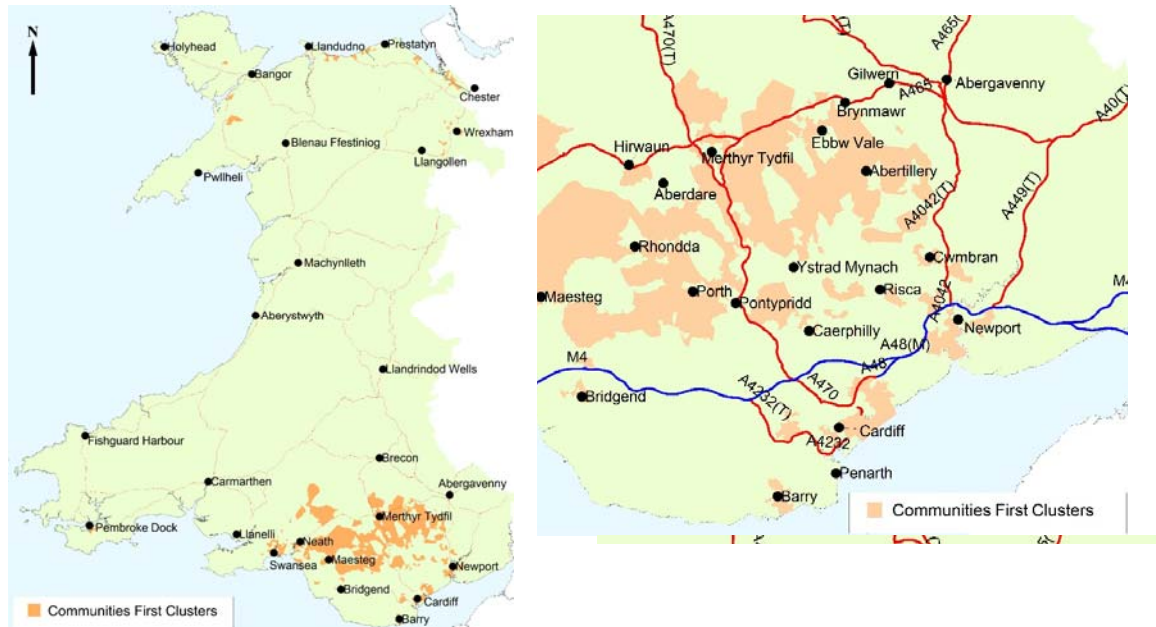 N
Holyhead
Llandudno
Prestatyn
Bangor
Chester
Wrexham
Blenau Ffestiniog
Llangollen
Pwllheli
Machynlleth
Aberystwyth
Llandrindod Wells
Fishguard Harbour
Brecon
Carmarthen
Abergavenny
Merthyr Tydfil
Pembroke Dock
Llanelli
Neath
Swansea
Maesteg
Newport
Bridgend
Cardiff
Barry
Communities First Clusters
A470(T)
(T)
A465(
Gilwern
A465
Abergavenny
A40(T)
Brynmawr
Ebbw Vale
Hirwaun
Merthyr Tydfil
Abertillery
Aberdare
A4042(T)
A449(T)
Rhondda
Cwmbran
Ystrad Mynach
Maesteg
Porth
Risca
Pontypridd
A4042
M4
Newport
Caerphilly
A48(M)
A48
M4
A470
Bridgend
A4232(T)
Cardiff
A4232
Penarth
Barry
Communities First Clusters